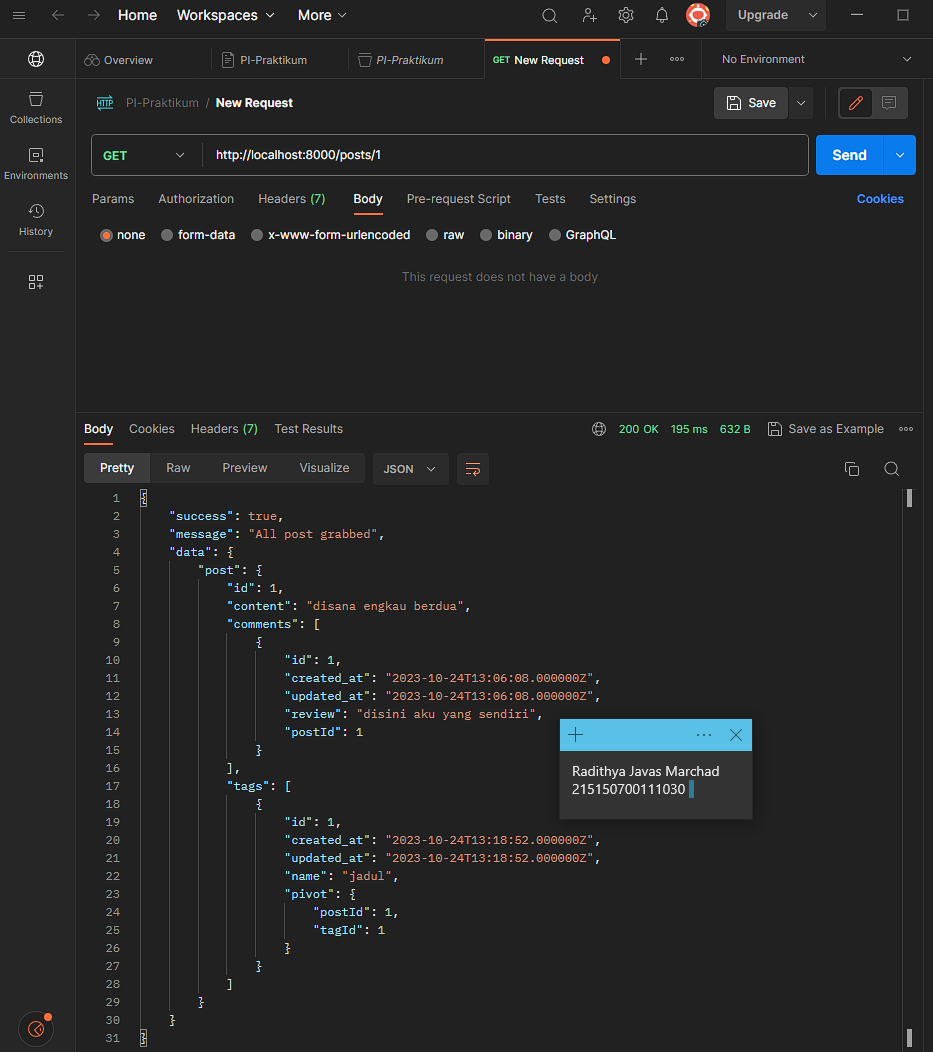 Home Workspaces More Upgrade
Overview PI-Praktikum PI-Praktikum GET New Request No Environment
HTTP PI-Praktikum / New Request Save
Collections
Environments
History
GET http://localhost:8000/posts/1 Send
Params Authorization Headers (7) Body Pre-request Script Tests Settings Cookies
none form-data x-www-form-urlencoded raw binary GraphQL
This request does not have a body
Body Cookies Headers (7) Test Results 200 OK 195 ms 632 B Save as Example
Pretty Raw Preview Visualize JSON
1 {
2 "success": true,
3 "message": "All post grabbed",
4 "data": {
5 "post": {
6 "id": 1,
7 "content": "disana engkau berdua",
8 "comments": [
9 {
10 "id": 1,
11 "created_at": "2023-10-24T13:06:08.000000Z",
12 "updated_at": "2023-10-24T13:06:08.000000Z",
13 "review": "disini aku yang sendiri",
14 "postId": 1
15 }
16 ],
17 "tags": [
18 {
19 "id": 1,
20 "created_at": "2023-10-24T13:18:52.000000Z",
21 "updated_at": "2023-10-24T13:18:52.000000Z",
22 "name": "jadul",
23 "pivot": {
24 "postId": 1,
25 "tagId": 1
26 }
27 }
28 ]
29 }
30 }
31 }
Radithya Javas Marchad
215150700111030